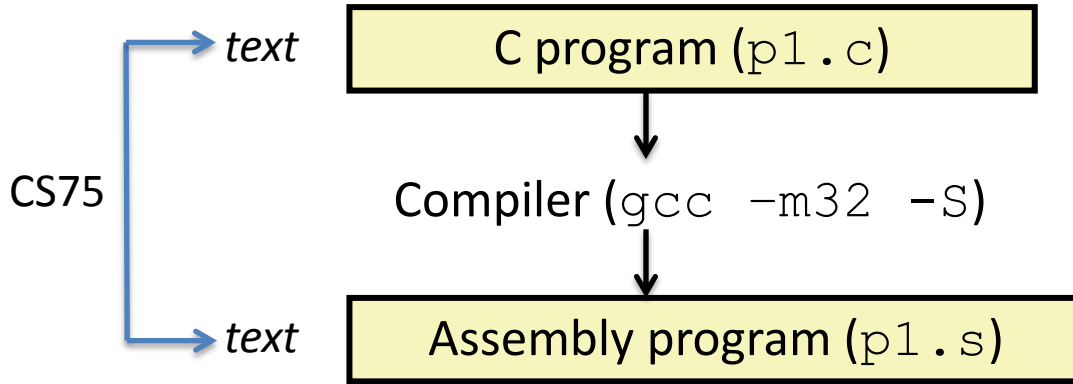 text C program (p1.c)
CS75 Compiler (gcc –m32 -S)
text Assembly program (p1.s)